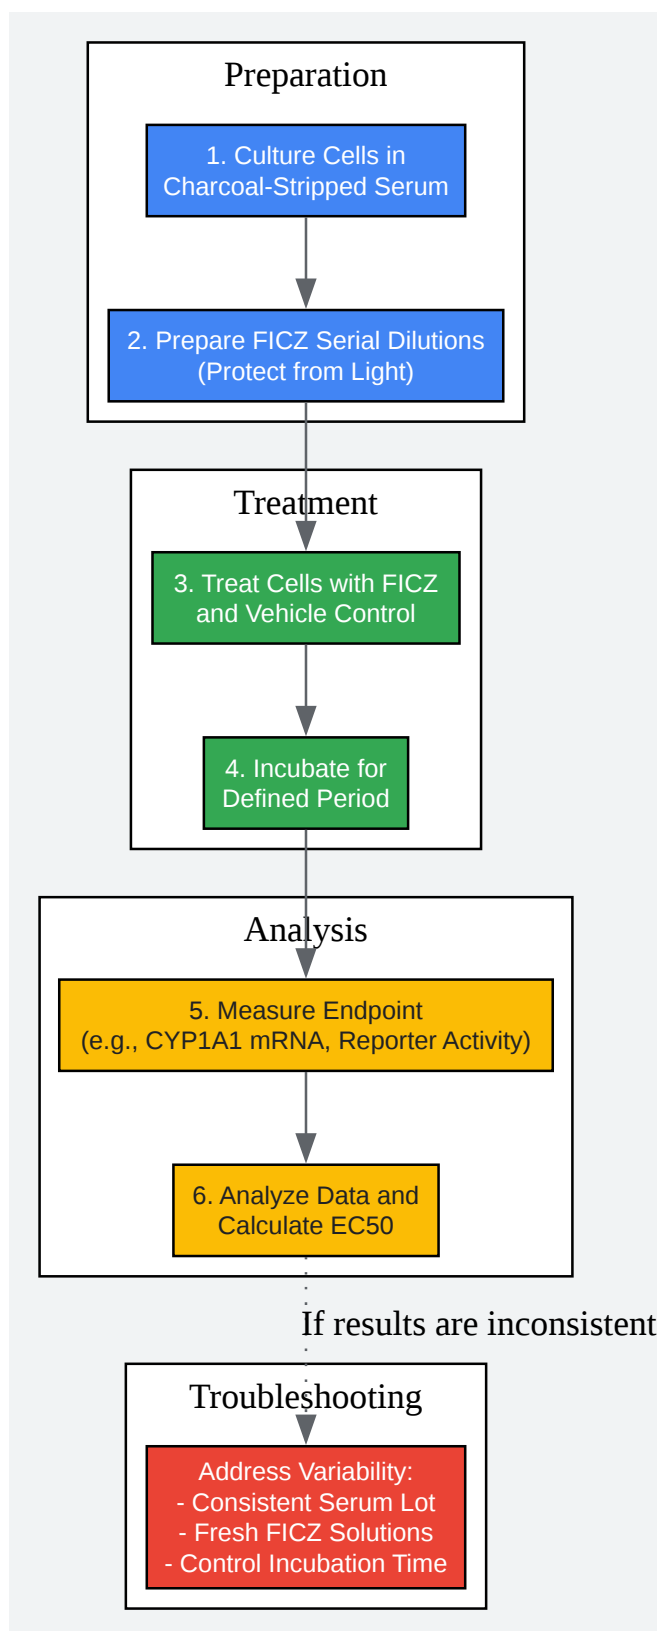 Preparation
1. Culture Cells in
Charcoal-Stripped Serum
2. Prepare FICZ Serial Dilutions
(Protect from Light)
Treatment
3. Treat Cells with FICZ
and Vehicle Control
4. Incubate for
Defined Period
Analysis
5. Measure Endpoint
(e.g., CYP1A1 mRNA, Reporter Activity)
6. Analyze Data and
Calculate EC50
If results are inconsistent
Troubleshooting
Address Variability:
- Consistent Serum Lot
- Fresh FICZ Solutions
- Control Incubation Time